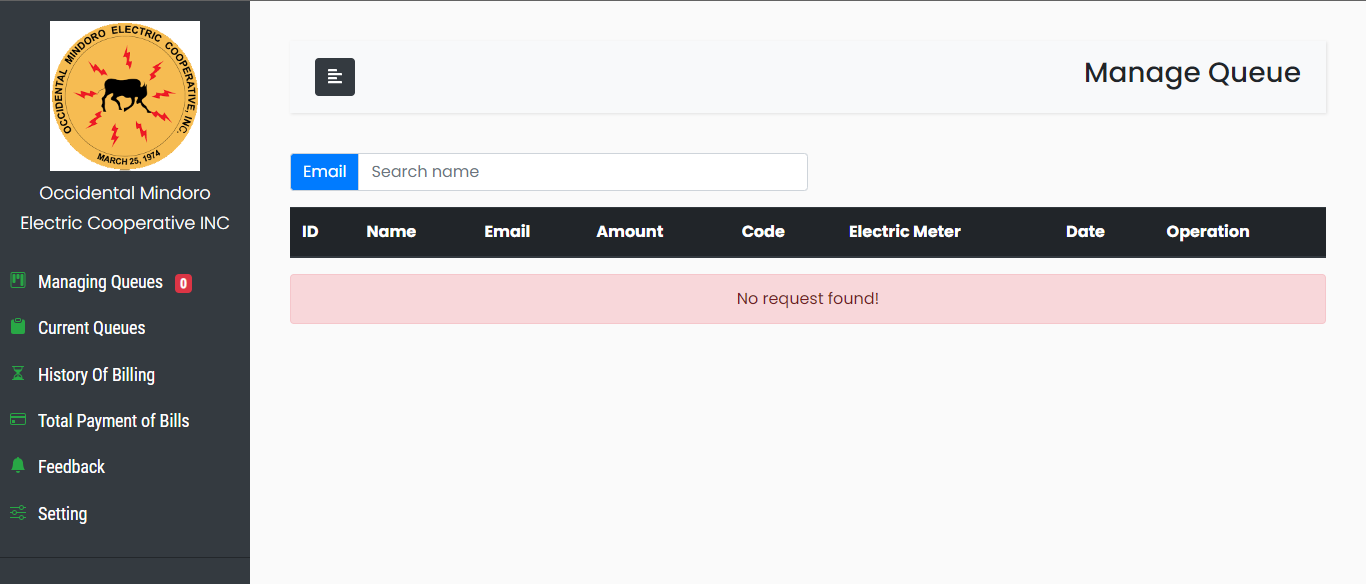 OCCIDENTAL MINDORO ELECTRIC COOPERATIVE, INC.
MARCH 25, 1974
Occidental Mindoro
Electric Cooperative INC
Managing Queues 0
Current Queues
History Of Billing
Total Payment of Bills
Feedback
Setting
Manage Queue
Email Search name
ID Name Email Amount Code Electric Meter Date Operation
No request found!